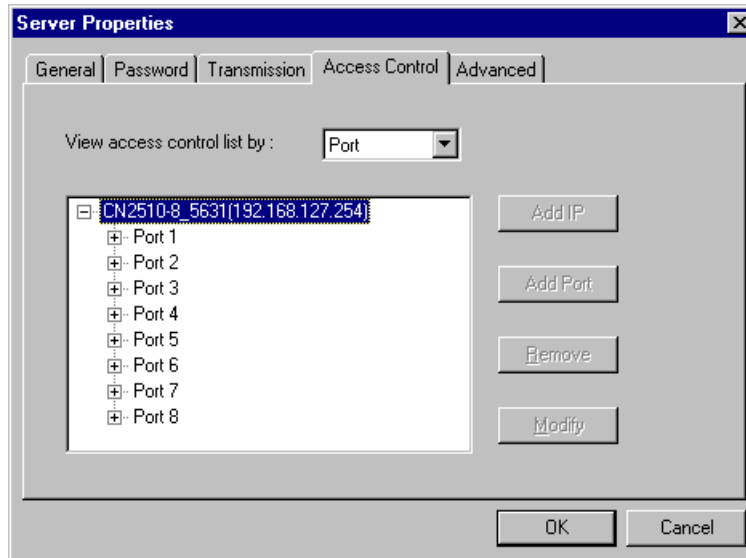 Server Properties
General Password Transmission Access Control Advanced
View access control list by : Port
CN2510-8_5631(192.168.127.254)
Add IP
Port 1
Port 2
Add Port
Port 3
Port 4
Port 5
Remove
Port 6
Port 7
Port 8
Modify
OK Cancel